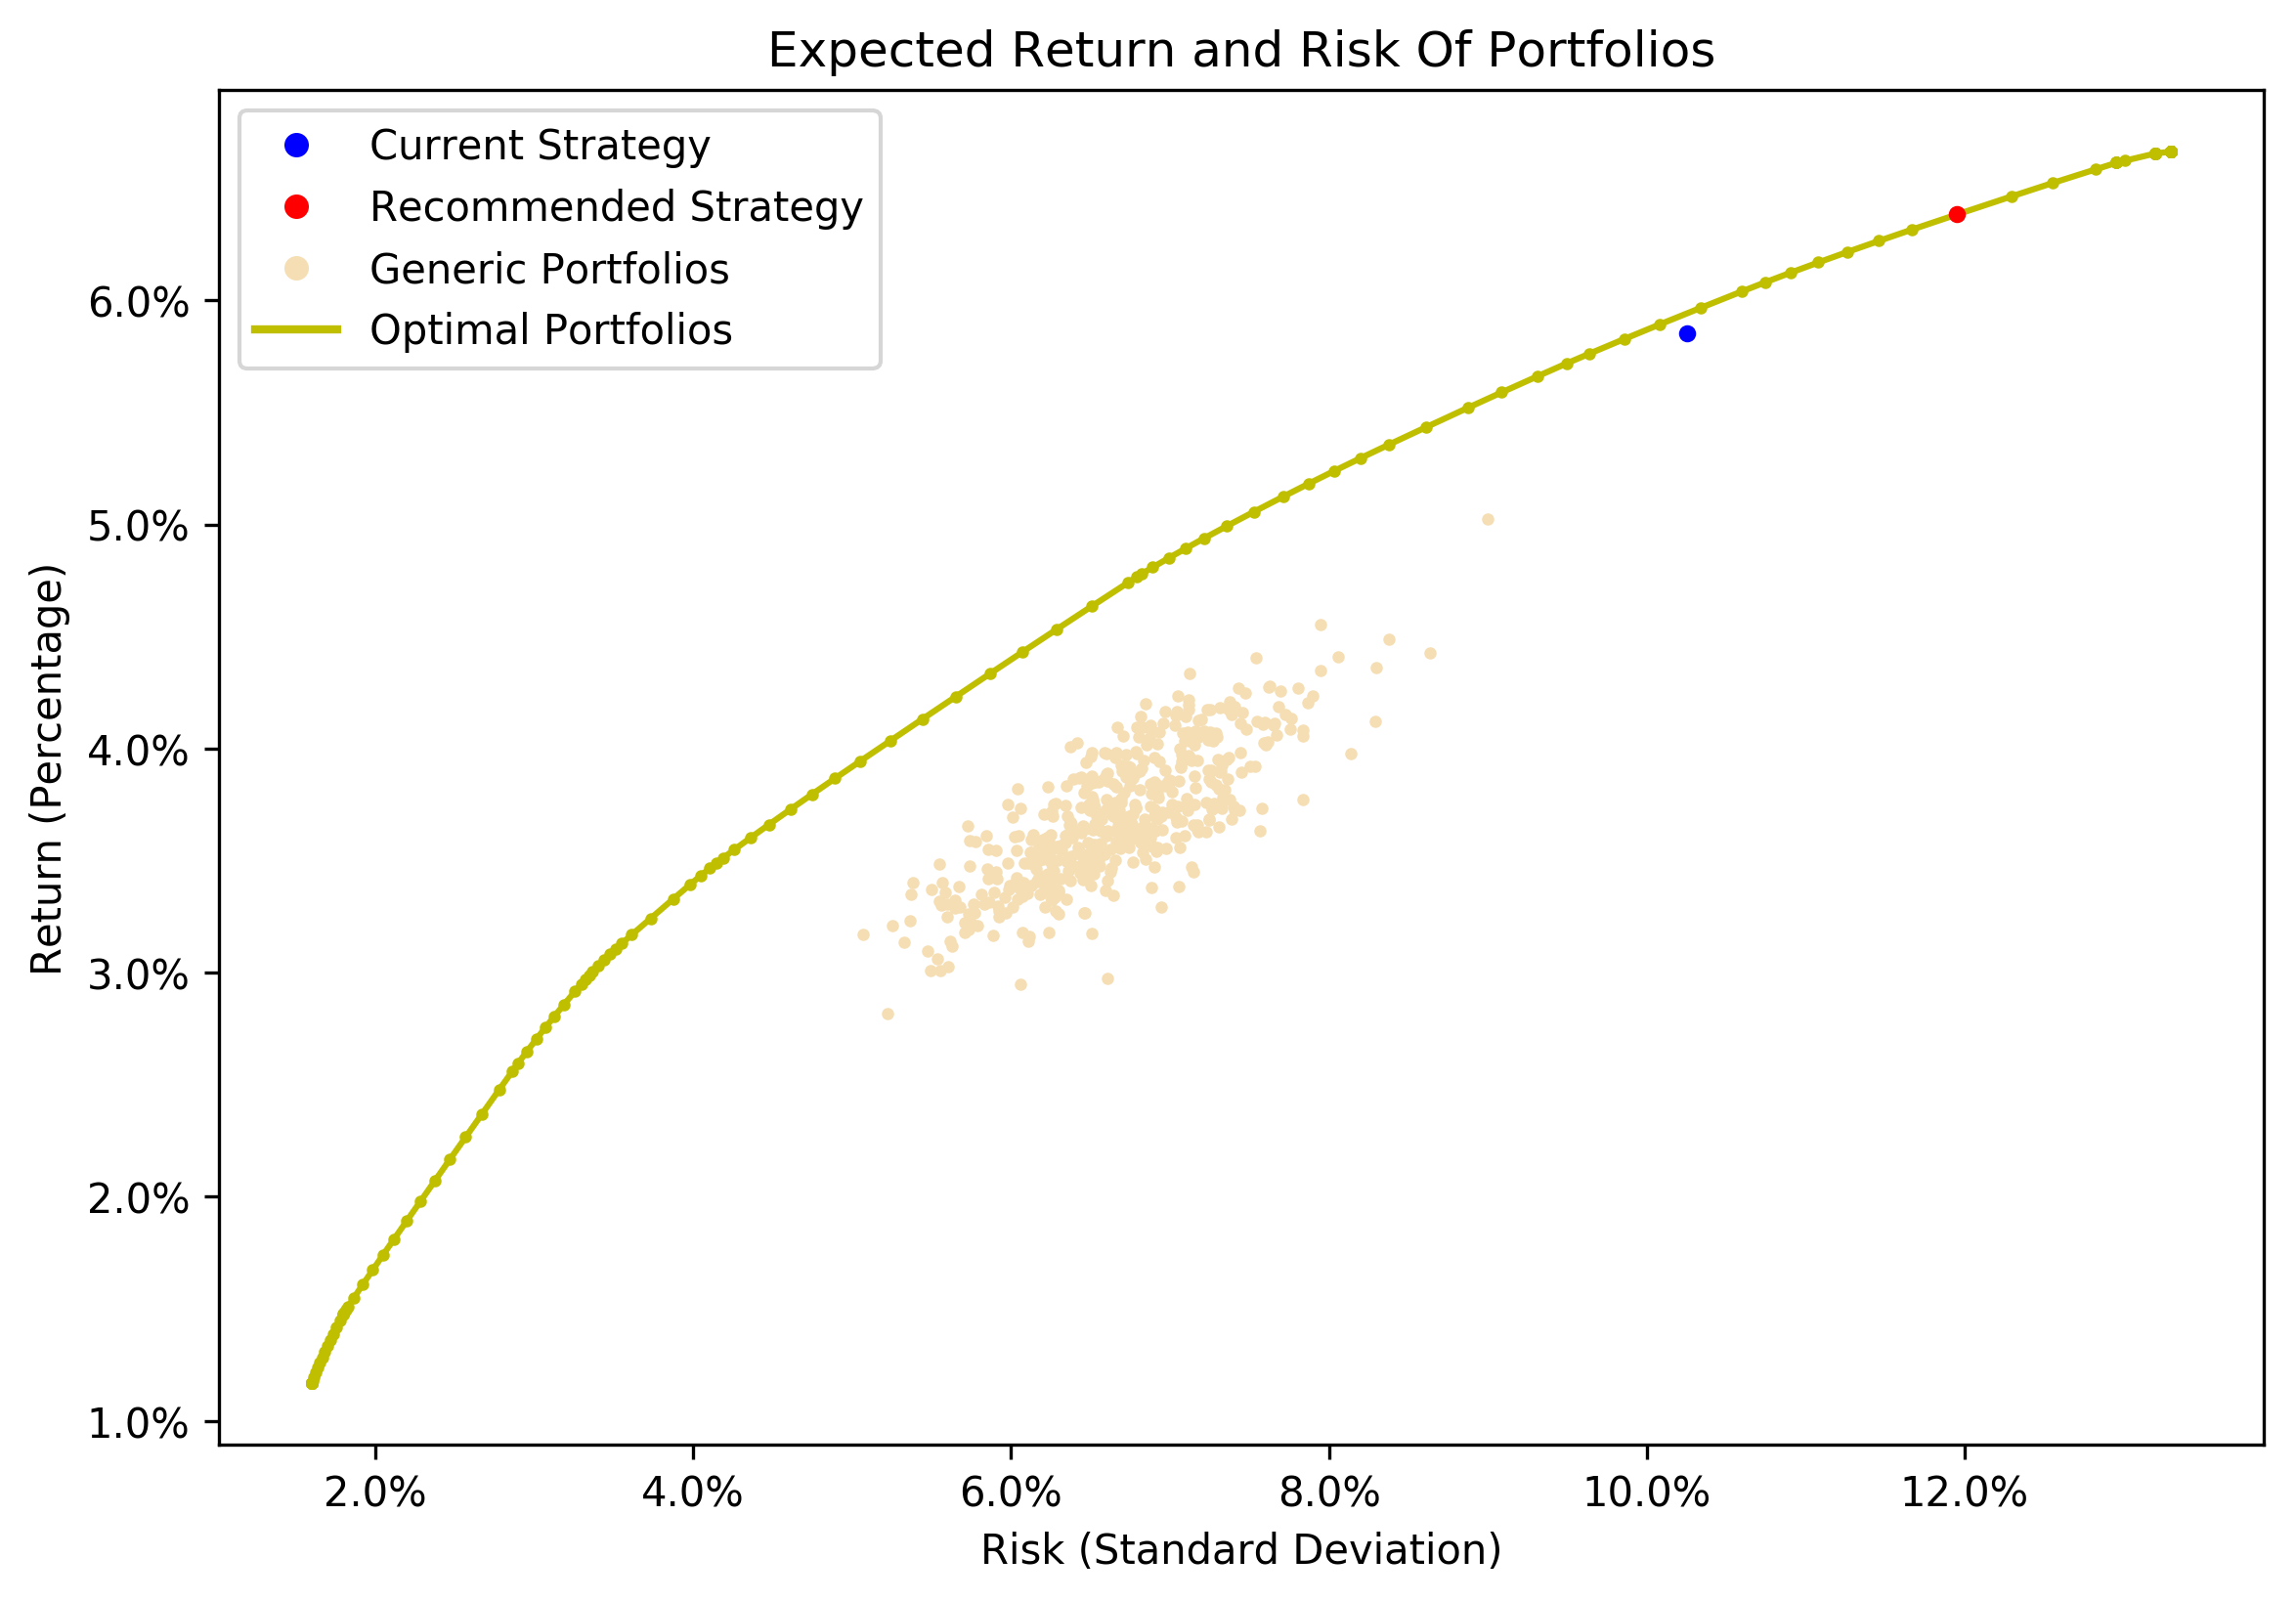 Expected Return and Risk Of Portfolios
Current Strategy
Recommended Strategy
Generic Portfolios
Optimal Portfolios
6.0%
5.0%
4.0%
3.0%
2.0%
1.0%
Return (Percentage)
2.0% 4.0% 6.0% 8.0% 10.0% 12.0%
Risk (Standard Deviation)